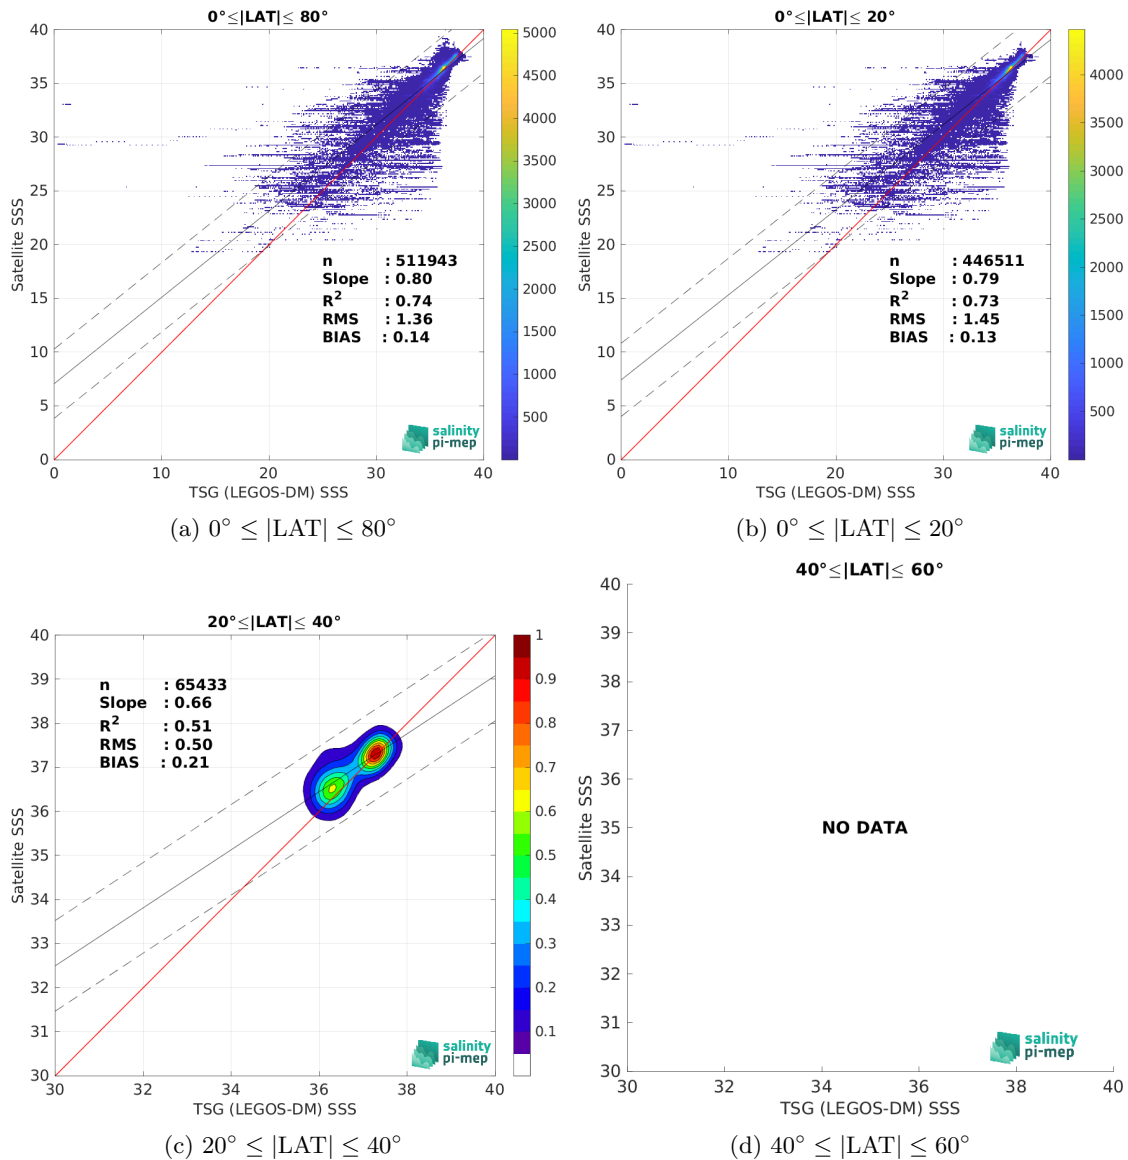 0°≤|LAT|≤ 80°
40
35
30
25
20
15
10
5
0
0
10
20
30
40
Satellite SSS
TSG (LEGOS-DM) SSS
n : 511943
Slope : 0.80
R² : 0.74
RMS : 1.36
BIAS : 0.14
salinity
pi-mep
5000
4500
4000
3500
3000
2500
2000
1500
1000
500
(a) 0° ≤ |LAT| ≤ 80°
0°≤|LAT|≤ 20°
40
35
30
25
20
15
10
5
0
0
10
20
30
40
Satellite SSS
TSG (LEGOS-DM) SSS
n : 446511
Slope : 0.79
R² : 0.73
RMS : 1.45
BIAS : 0.13
salinity
pi-mep
4000
3500
3000
2500
2000
1500
1000
500
(b) 0° ≤ |LAT| ≤ 20°
20°≤|LAT|≤ 40°
40
39
38
37
36
35
34
33
32
31
30
30
32
34
36
38
40
Satellite SSS
TSG (LEGOS-DM) SSS
n : 65433
Slope : 0.66
R² : 0.51
RMS : 0.50
BIAS : 0.21
salinity
pi-mep
1
0.9
0.8
0.7
0.6
0.5
0.4
0.3
0.2
0.1
(c) 20° ≤ |LAT| ≤ 40°
40°≤|LAT|≤ 60°
40
39
38
37
36
35
34
33
32
31
30
30
32
34
36
38
40
Satellite SSS
TSG (LEGOS-DM) SSS
NO DATA
salinity
pi-mep
(d) 40° ≤ |LAT| ≤ 60°